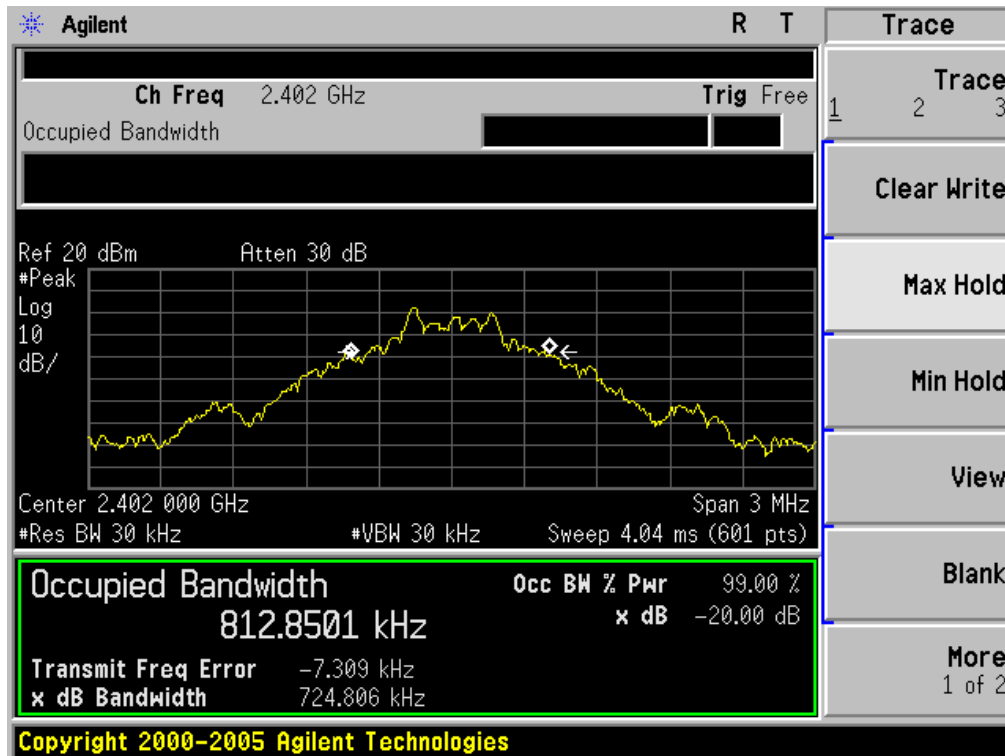 Agilent R T
Ch Freq 2.402 GHz Trig Free
Occupied Bandwidth
Ref 20 dBm Atten 30 dB
#Peak
Log
10
dB/
Center 2.402 000 GHz Span 3 MHz
#Res BW 30 kHz #VBW 30 kHz Sweep 4.04 ms (601 pts)
Occupied Bandwidth Occ BW % Pwr 99.00 %
812.8501 kHz x dB -20.00 dB
Transmit Freq Error -7.309 kHz
x dB Bandwidth 724.806 kHz
Copyright 2000-2005 Agilent Technologies
Trace
Trace
1 2 3
Clear Write
Max Hold
Min Hold
View
Blank
More
1 of 2